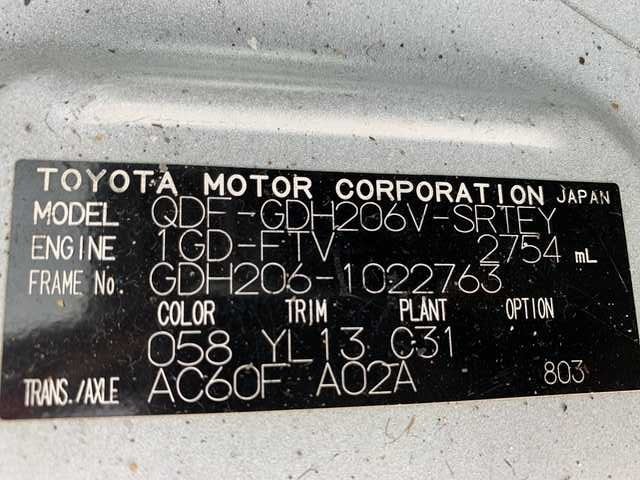 TOYOTA MOTOR CORPORATION JAPAN
MODEL QDF-GDH206V-SRTEY
ENGINE 1GD-FTV 2754 mL
FRAME No. GDH206-1022763
COLOR TRIM PLANT OPTION
058 YL13 C31
TRANS./AXLE AC60F A02A 803